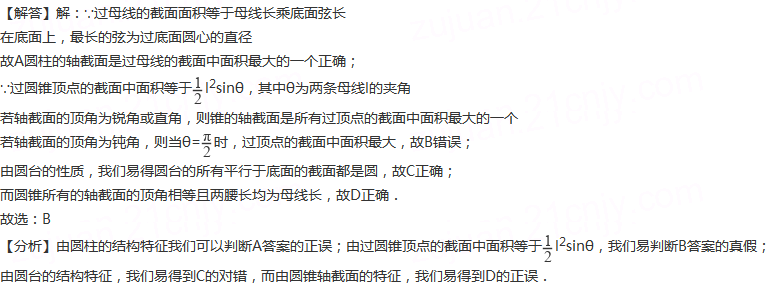 【解答】解：∵过母线的截面面积等于母线长乘底面弦长
在底面上，最长的弦为过底面圆心的直径
故A圆柱的轴截面是过母线的截面中面积最大的一个正确；
∵过圆锥顶点的截面中面积等于$\frac{1}{2}$l²sinθ，其中θ为两条母线l的夹角
若轴截面的顶角为锐角或直角，则锥的轴截面是所有过顶点的截面中面积最大的一个
若轴截面的顶角为钝角，则当θ=$\frac{π}{2}$时，过顶点的截面中面积最大，故B错误；
由圆台的性质，我们易得圆台的所有平行于底面的截面都是圆，故C正确；
而圆锥所有的轴截面的顶角相等且两腰长均为母线长，故D正确．
故选：B
【分析】由圆柱的结构特征我们可以判断A答案的正误；由过圆锥顶点的截面中面积等于$\frac{1}{2}$l²sinθ，我们易判断B答案的真假；
由圆台的结构特征，我们易得到C的对错，而由圆锥轴截面的特征，我们易得到D的正误．